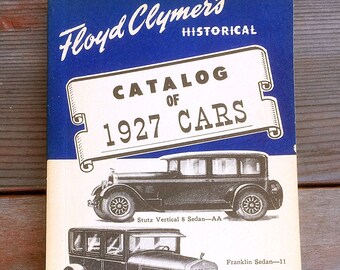 Floyd Clymer's
HISTORICAL
CATALOG
OF
1927 CARS
Stutz Vertical 8 Sedan—AA
Franklin Sedan—11